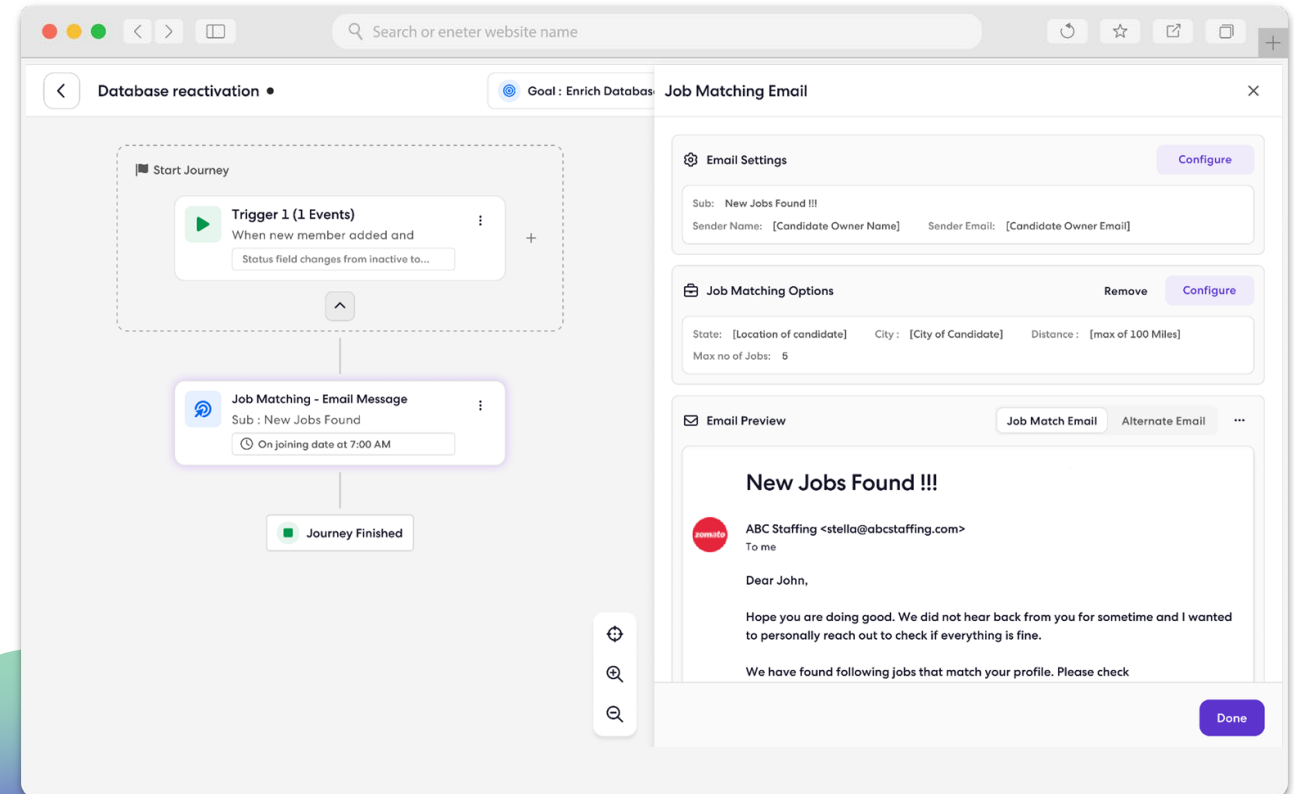 Search or eneter website name
Database reactivation
Goal : Enrich Databas
Start Journey
Trigger 1 (1 Events)
When new member added and
Status field changes from inactive to...
Job Matching - Email Message
Sub : New Jobs Found
On joining date at 7:00 AM
Journey Finished
Job Matching Email
Email Settings
Configure
Sub: New Jobs Found !!!
Sender Name: [Candidate Owner Name] Sender Email: [Candidate Owner Email]
Job Matching Options
Remove
Configure
State: [Location of candidate] City : [City of Candidate] Distance : [max of 100 Miles]
Max no of Jobs: 5
Email Preview
Job Match Email
Alternate Email
New Jobs Found !!!
zomato
ABC Staffing <stella@abcstaffing.com>
To me
Dear John,
Hope you are doing good. We did not hear back from you for sometime and I wanted
to personally reach out to check if everything is fine.
We have found following jobs that match your profile. Please check
Done